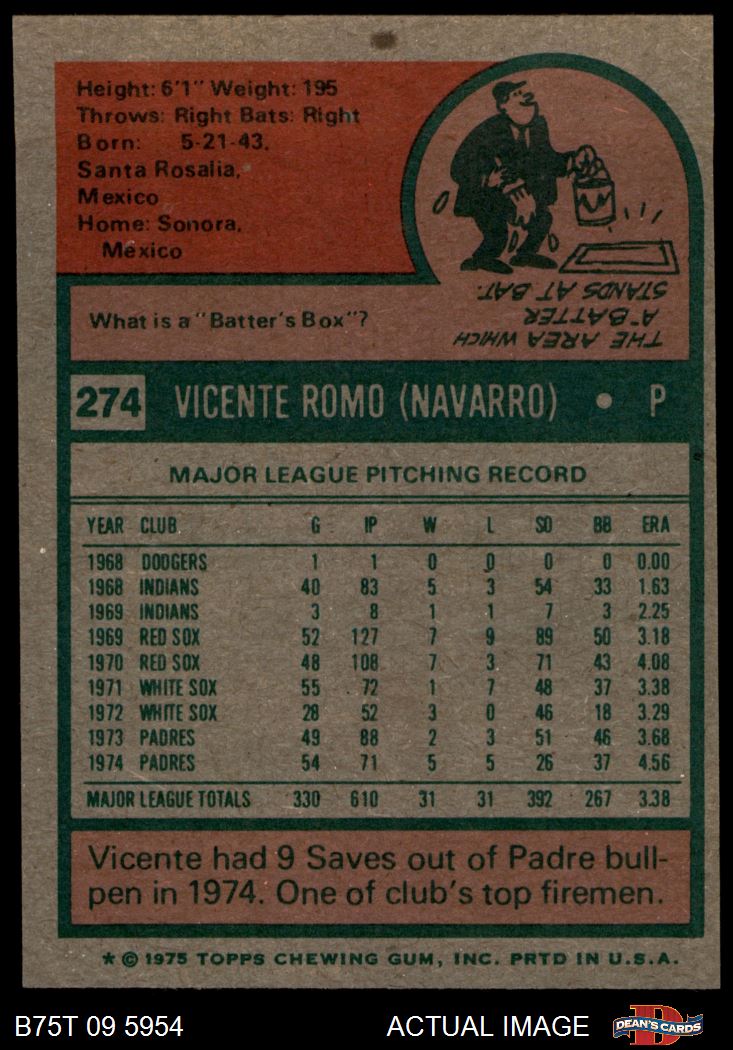 Height: 6'1" Weight: 195
Throws: Right Bats: Right
Born: 5-21-43,
Santa Rosalia,
Mexico
Home: Sonora,
Mexico
What is a "Batter's Box"?
THE AREA WHICH
A BATTER
STANDS AT BAT.
274 VICENTE ROMO (NAVARRO) • P
MAJOR LEAGUE PITCHING RECORD
YEAR CLUB G IP W L SO BB ERA
1968 DODGERS 1 1 0 0 0 0 0.00
1968 INDIANS 40 83 5 3 54 33 1.63
1969 INDIANS 3 8 1 1 7 3 2.25
1969 RED SOX 52 127 7 9 89 50 3.18
1970 RED SOX 48 108 7 3 71 43 4.08
1971 WHITE SOX 55 72 1 7 48 37 3.38
1972 WHITE SOX 28 52 3 0 46 18 3.29
1973 PADRES 49 88 2 3 51 46 3.68
1974 PADRES 54 71 5 5 26 37 4.56
MAJOR LEAGUE TOTALS 330 610 31 31 392 267 3.38
Vicente had 9 Saves out of Padre bull-
pen in 1974. One of club's top firemen.
* © 1975 TOPPS CHEWING GUM, INC. PRTD IN U.S.A.
B75T 09 5954 ACTUAL IMAGE DEAN'S CARDS